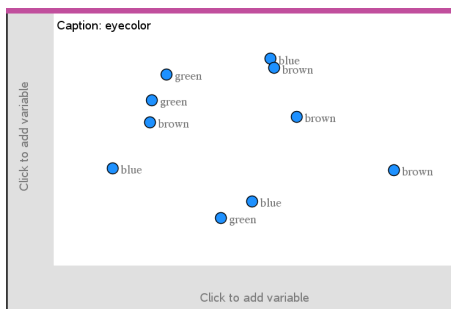 Caption: eyecolor
blue
brown
green
green
brown
brown
blue
brown
blue
green
Click to add variable
Click to add variable